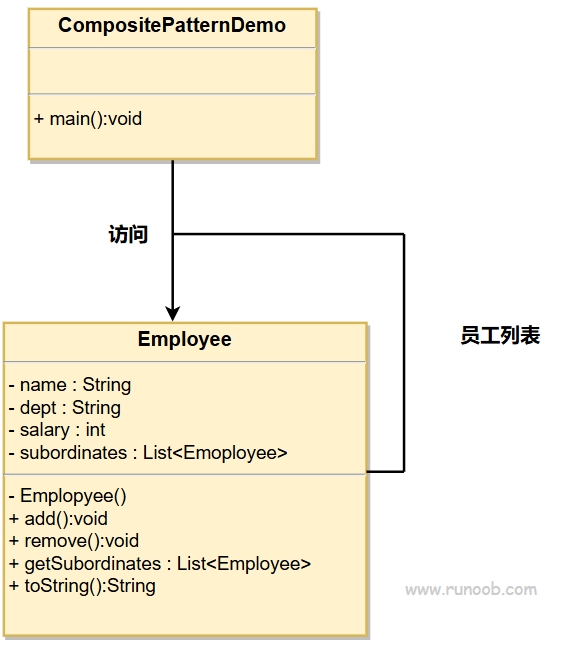 CompositePatternDemo
+ main():void
访问
员工列表
Employee
- name : String
- dept : String
- salary : int
- subordinates : List<Emoployee>
- Emplopyee()
+ add():void
+ remove():void
+ getSubordinates : List<Employee>
+ toString():String
www.runoob.com